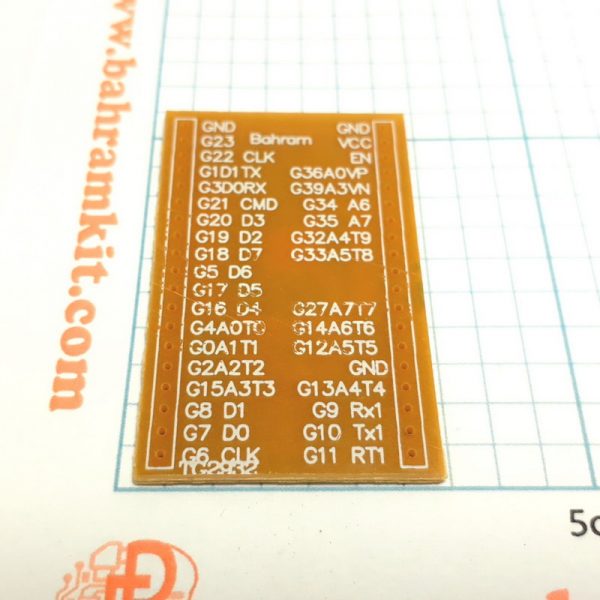 www.bahramkit.com
GND GND
G23 Bahram VCC
G22 CLK EN
G1D1TX G36A0VP
G3D0RX G39A3VN
G21 CMD G34 A6
G20 D3 G35 A7
G19 D2 G32A4T9
G18 D7 G33A5T8
G5 D6
G17 D5
G16 D4 G27A7T7
G4A0T0 G14A6T6
G0A1T1 G12A5T5
G2A2T2 GND
G15A3T3 G13A4T4
G8 D1 G9 Rx1
G7 D0 G10 Tx1
G6 CLK G11 RT1